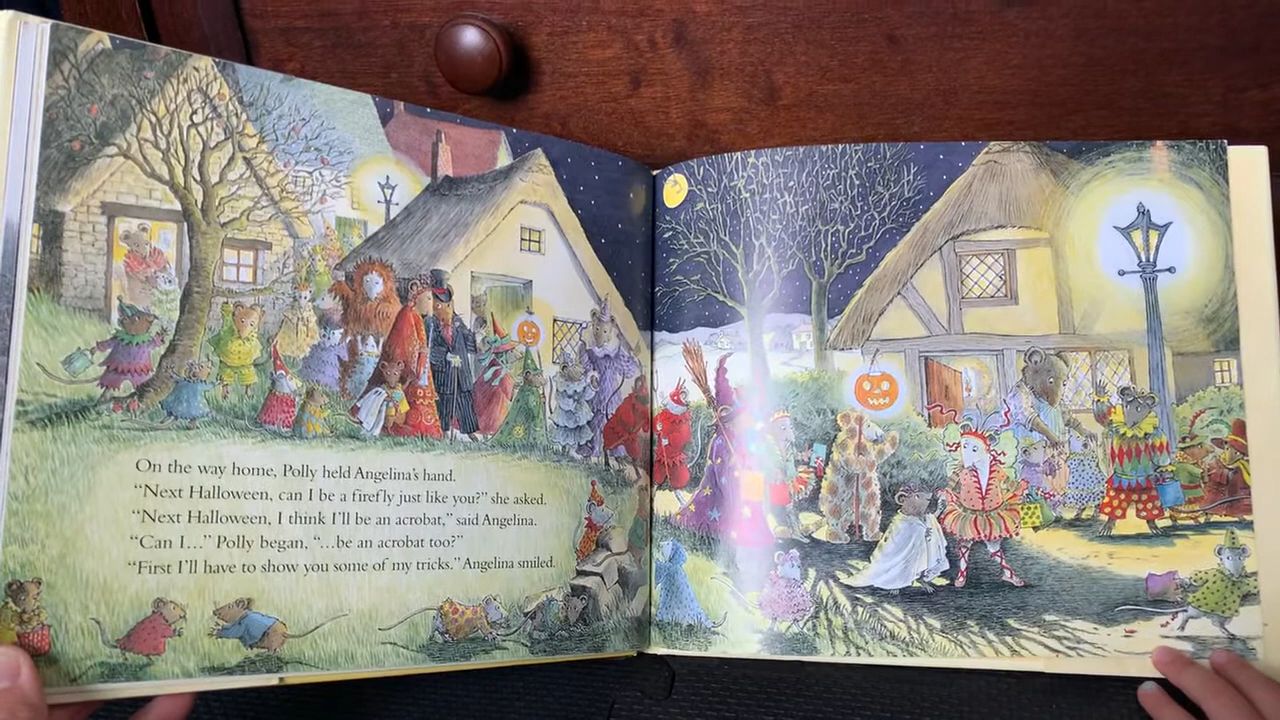 On the way home, Polly held Angelina's hand.
“Next Halloween, can I be a firefly just like you?” she asked.
“Next Halloween, I think I'll be an acrobat,” said Angelina.
“Can I…” Polly began, “…be an acrobat too?”
“First I'll have to show you some of my tricks.” Angelina smiled.